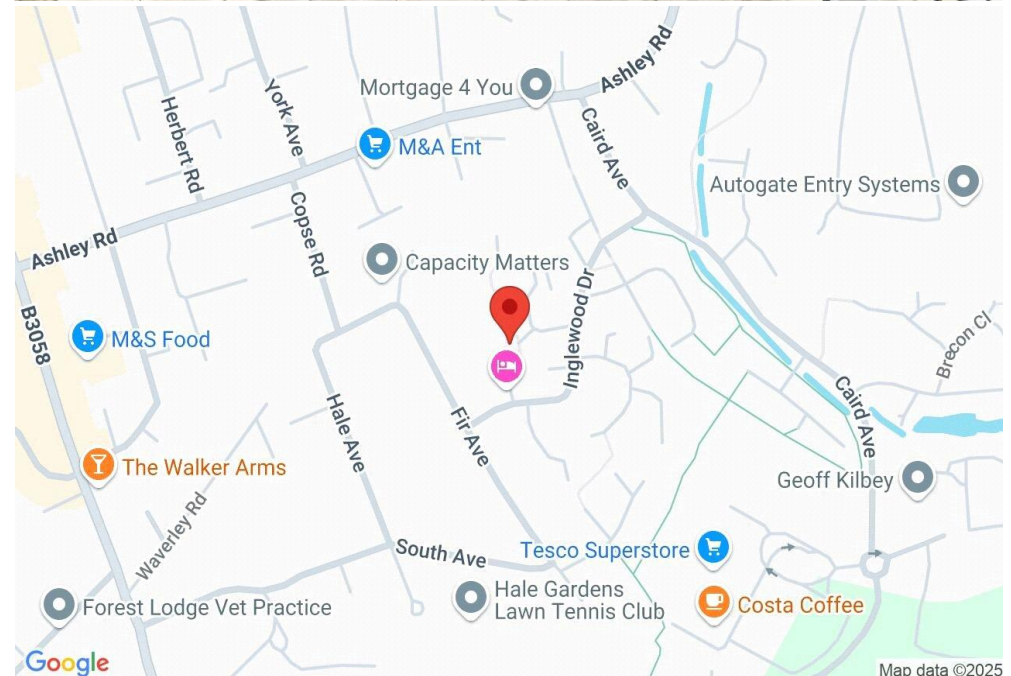 Ashley Rd
Mortgage 4 You
York Ave
Herbert Rd
Caird Ave
M&A Ent
Autogate Entry Systems
Copse Rd
Ashley Rd
Capacity Matters
Inglewood Dr
B3058
M&S Food
Brecon Cl
Hale Ave
Fir Ave
Caird Ave
The Walker Arms
Geoff Kilbey
Waverley Rd
South Ave
Tesco Superstore
Hale Gardens
Lawn Tennis Club
Costa Coffee
Forest Lodge Vet Practice
Google
Map data ©2025